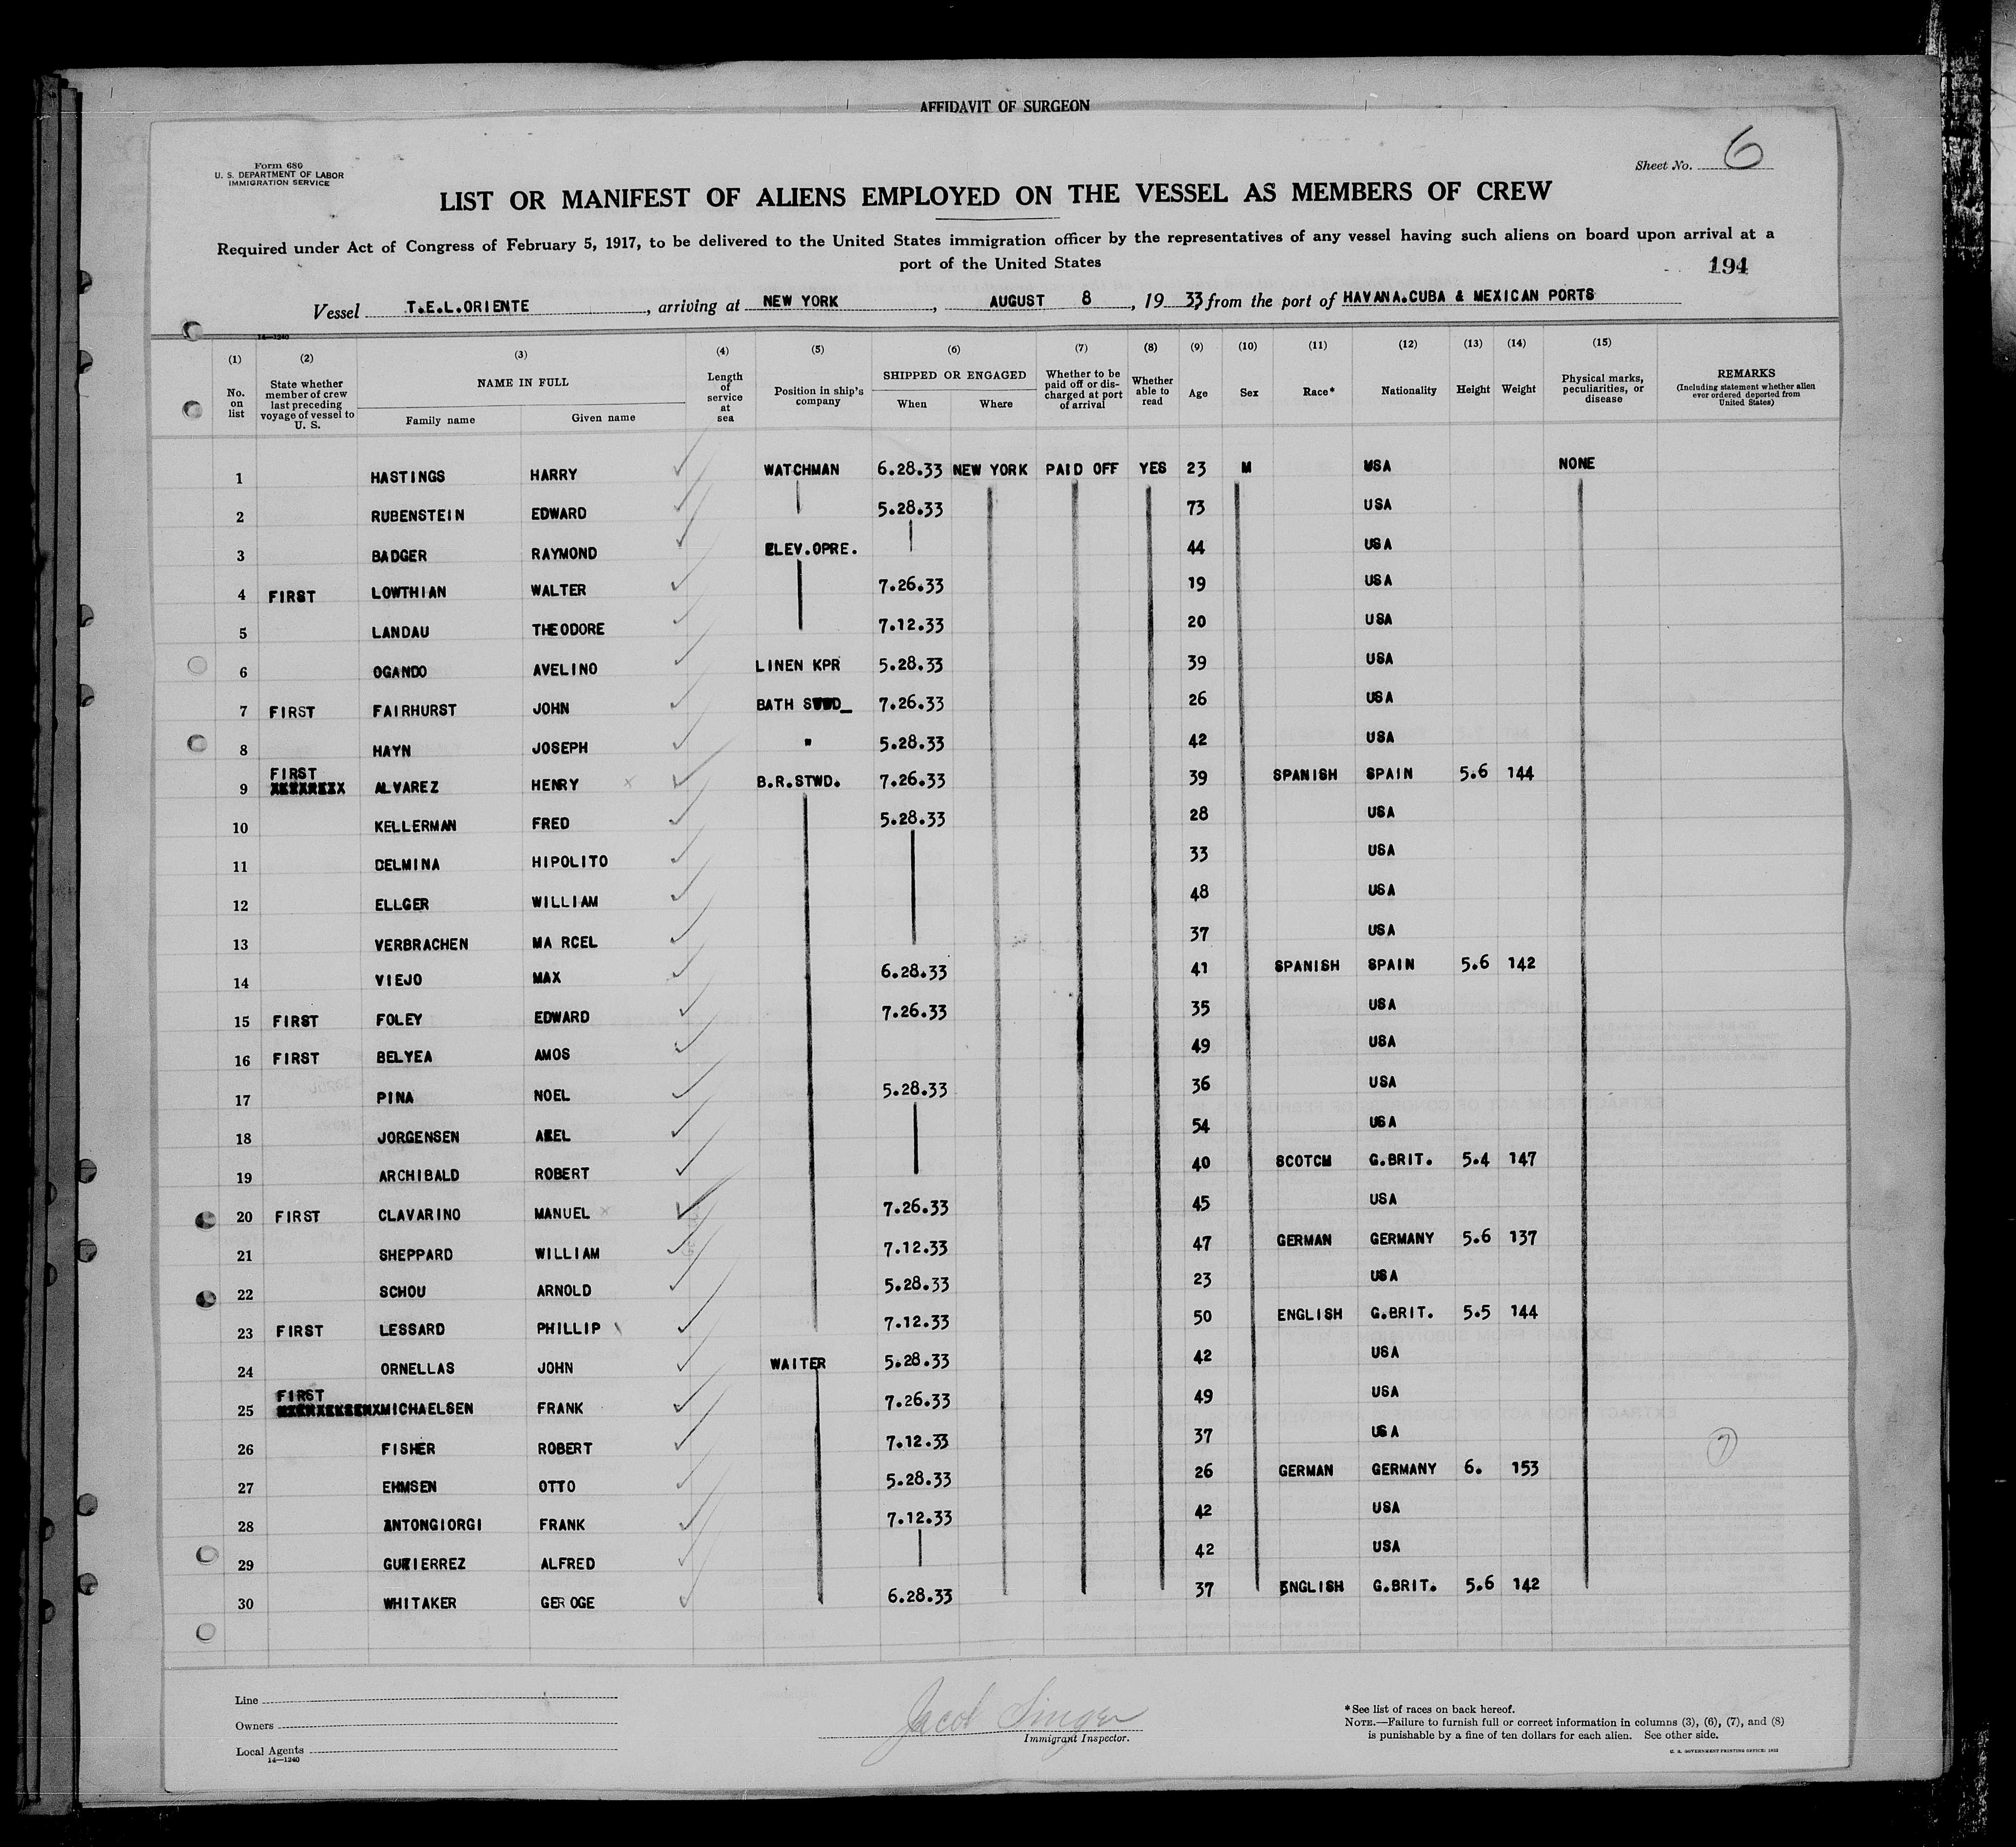 AFFIDAVIT OF SURGEON
Form 680
U. S. DEPARTMENT OF LABOR
IMMIGRATION SERVICE
Sheet No. 6
LIST OR MANIFEST OF ALIENS EMPLOYED ON THE VESSEL AS MEMBERS OF CREW
Required under Act of Congress of February 5, 1917, to be delivered to the United States immigration officer by the representatives of any vessel having such aliens on board upon arrival at a
port of the United States
194
Vessel T.E.L.ORIENTE, arriving at NEW YORK, AUGUST 8, 1933 from the port of HAVANA.CUBA & MEXICAN PORTS
14—1240
(1) (2) (3) (4) (5) (6) (7) (8) (9) (10) (11) (12) (13) (14) (15)
No. on list
State whether member of crew last preceding voyage of vessel to U. S.
NAME IN FULL
Family name Given name
Length of service at sea
Position in ship's company
SHIPPED OR ENGAGED
When Where
Whether to be paid off or discharged at port of arrival
Whether able to read
Age
Sex
Race*
Nationality
Height
Weight
Physical marks, peculiarities, or disease
REMARKS
(Including statement whether alien ever ordered deported from United States)
1 HASTINGS HARRY WATCHMAN 6.28.33 NEW YORK PAID OFF YES 23 M USA NONE
2 RUBENSTEIN EDWARD 5.28.33 73 USA
3 BADGER RAYMOND ELEV.OPRE. 44 USA
4 FIRST LOWTHIAN WALTER 7.26.33 19 USA
5 LANDAU THEODORE 7.12.33 20 USA
6 OGANDO AVELINO LINEN KPR 5.28.33 39 USA
7 FIRST FAIRHURST JOHN BATH 7.26.33 26 USA
8 HAYN JOSEPH " 5.28.33 42 USA
9 FIRST ALVAREZ HENRY B.R.STWD. 7.26.33 39 SPANISH SPAIN 5.6 144
10 KELLERMAN FRED 5.28.33 28 USA
11 DELMINA HIPOLITO 33 USA
12 ELLGER WILLIAM 48 USA
13 VERBRACHEN MA RCEL 37 USA
14 VIEJO MAX 6.28.33 41 SPANISH SPAIN 5.6 142
15 FIRST FOLEY EDWARD 7.26.33 35 USA
16 FIRST BELYEA AMOS 49 USA
17 PINA NOEL 5.28.33 36 USA
18 JORGENSEN 54 USA
19 ARCHIBALD ROBERT 40 SCOTCH G.BRIT. 5.4 147
20 FIRST CLAVARINO MANUEL 7.26.33 45 USA
21 SHEPPARD WILLIAM 7.12.33 47 GERMAN GERMANY 5.6 137
22 SCHOU ARNOLD 5.28.33 23 USA
23 FIRST LESSARD PHILLIP 7.12.33 50 ENGLISH G.BRIT. 5.5 144
24 ORNELLAS JOHN WAITER 5.28.33 42 USA
25 FIRST MICHAELSEN FRANK 7.26.33 49 USA
26 FISHER ROBERT 7.12.33 37 USA
27 EHMSEN OTTO 5.28.33 26 GERMAN GERMANY 6. 153
28 ANTONGIORGI FRANK 7.12.33 42 USA
29 GUTIERREZ ALFRED 42 USA
30 WHITAKER GEROGE 6.28.33 37 ENGLISH G.BRIT. 5.6 142
7
Line
Owners
Local Agents
14—1240
Jacob Singer
Immigrant Inspector.
*See list of races on back hereof.
NOTE.—Failure to furnish full or correct information in columns (3), (6), (7), and (8)
is punishable by a fine of ten dollars for each alien. See other side.
U. S. GOVERNMENT PRINTING OFFICE: 1932